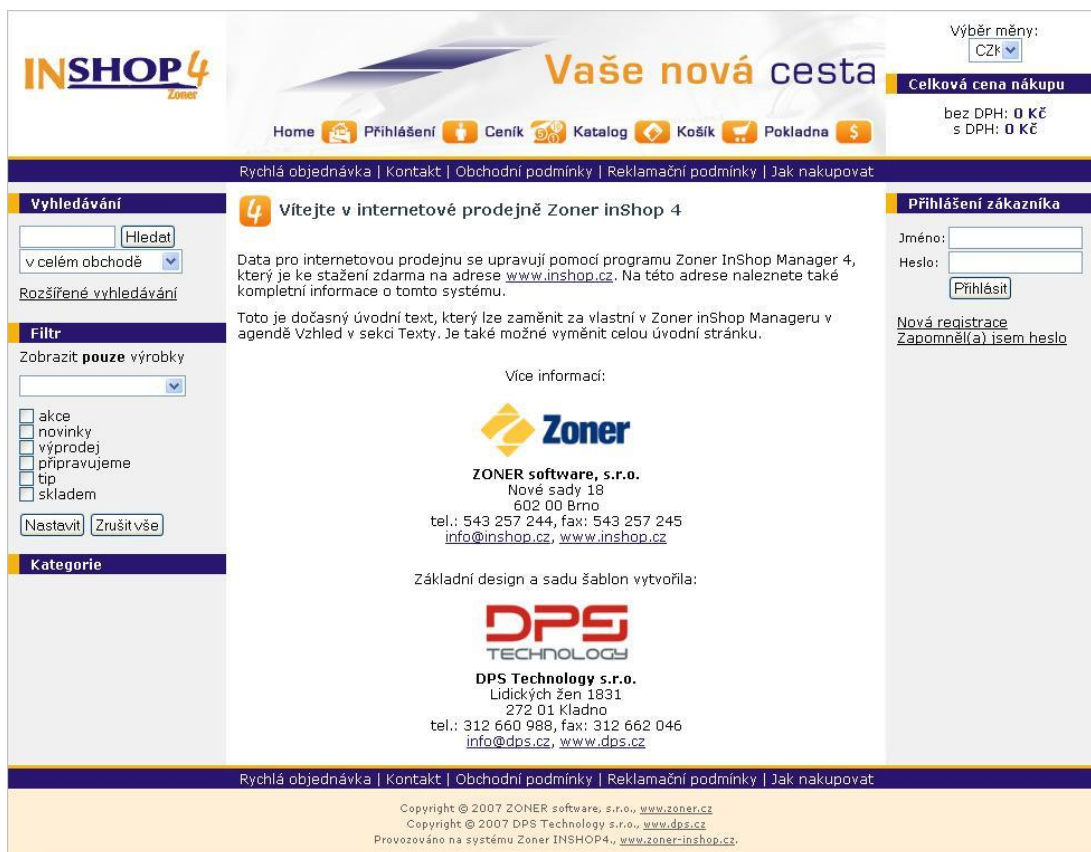 INSHOP4
Zoner
Vaše nová cesta
Home Přihlášení Ceník Katalog Košík Pokladna
Výběr měny:
CZK
Celková cena nákupu
bez DPH: 0 Kč
s DPH: 0 Kč
Rychlá objednávka | Kontakt | Obchodní podmínky | Reklamační podmínky | Jak nakupovat
Vyhledávání
Hledat
v celém obchodě
Rozšířené vyhledávání
Filtr
Zobrazit pouze výrobky
akce
novinky
výprodej
připravujeme
tip
skladem
Nastavit Zrušit vše
Kategorie
4 Vítejte v internetové prodejně Zoner inShop 4
Data pro internetovou prodejnu se upravují pomocí programu Zoner InShop Manager 4,
který je ke stažení zdarma na adrese www.inshop.cz. Na této adrese naleznete také
kompletní informace o tomto systému.
Toto je dočasný úvodní text, který lze zaměnit za vlastní v Zoner inShop Manageru v
agendě Vzhled v sekci Texty. Je také možné vyměnit celou úvodní stránku.
Více informací:
Zoner
ZONER software, s.r.o.
Nové sady 18
602 00 Brno
tel.: 543 257 244, fax: 543 257 245
info@inshop.cz, www.inshop.cz
Základní design a sadu šablon vytvořila:
DPS
TECHNOLOGY
DPS Technology s.r.o.
Lidických žen 1831
272 01 Kladno
tel.: 312 660 988, fax: 312 662 046
info@dps.cz, www.dps.cz
Přihlášení zákazníka
Jméno:
Heslo:
Přihlásit
Nová registrace
Zapomněl(a) jsem heslo
Rychlá objednávka | Kontakt | Obchodní podmínky | Reklamační podmínky | Jak nakupovat
Copyright © 2007 ZONER software, s.r.o., www.zoner.cz
Copyright © 2007 DPS Technology s.r.o., www.dps.cz
Provozováno na systému Zoner INSHOP4., www.zoner-inshop.cz.